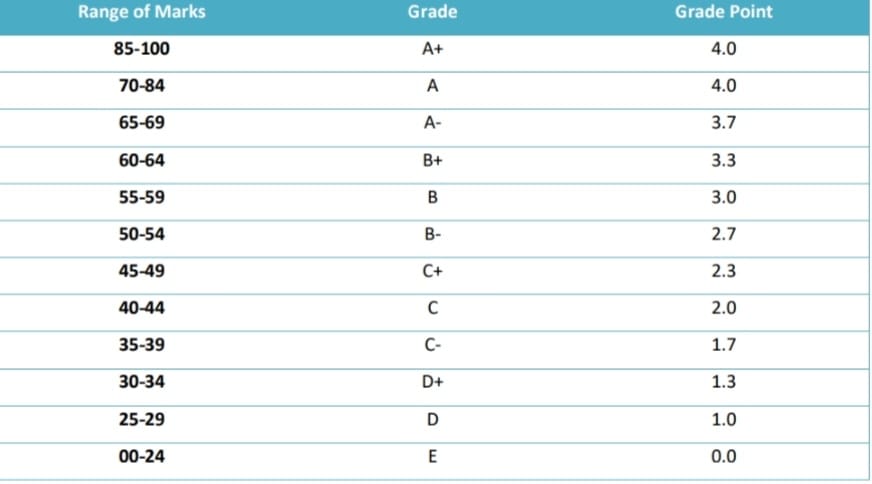 Range of Marks Grade Grade Point
85-100 A+ 4.0
70-84 A 4.0
65-69 A- 3.7
60-64 B+ 3.3
55-59 B 3.0
50-54 B- 2.7
45-49 C+ 2.3
40-44 C 2.0
35-39 C- 1.7
30-34 D+ 1.3
25-29 D 1.0
00-24 E 0.0